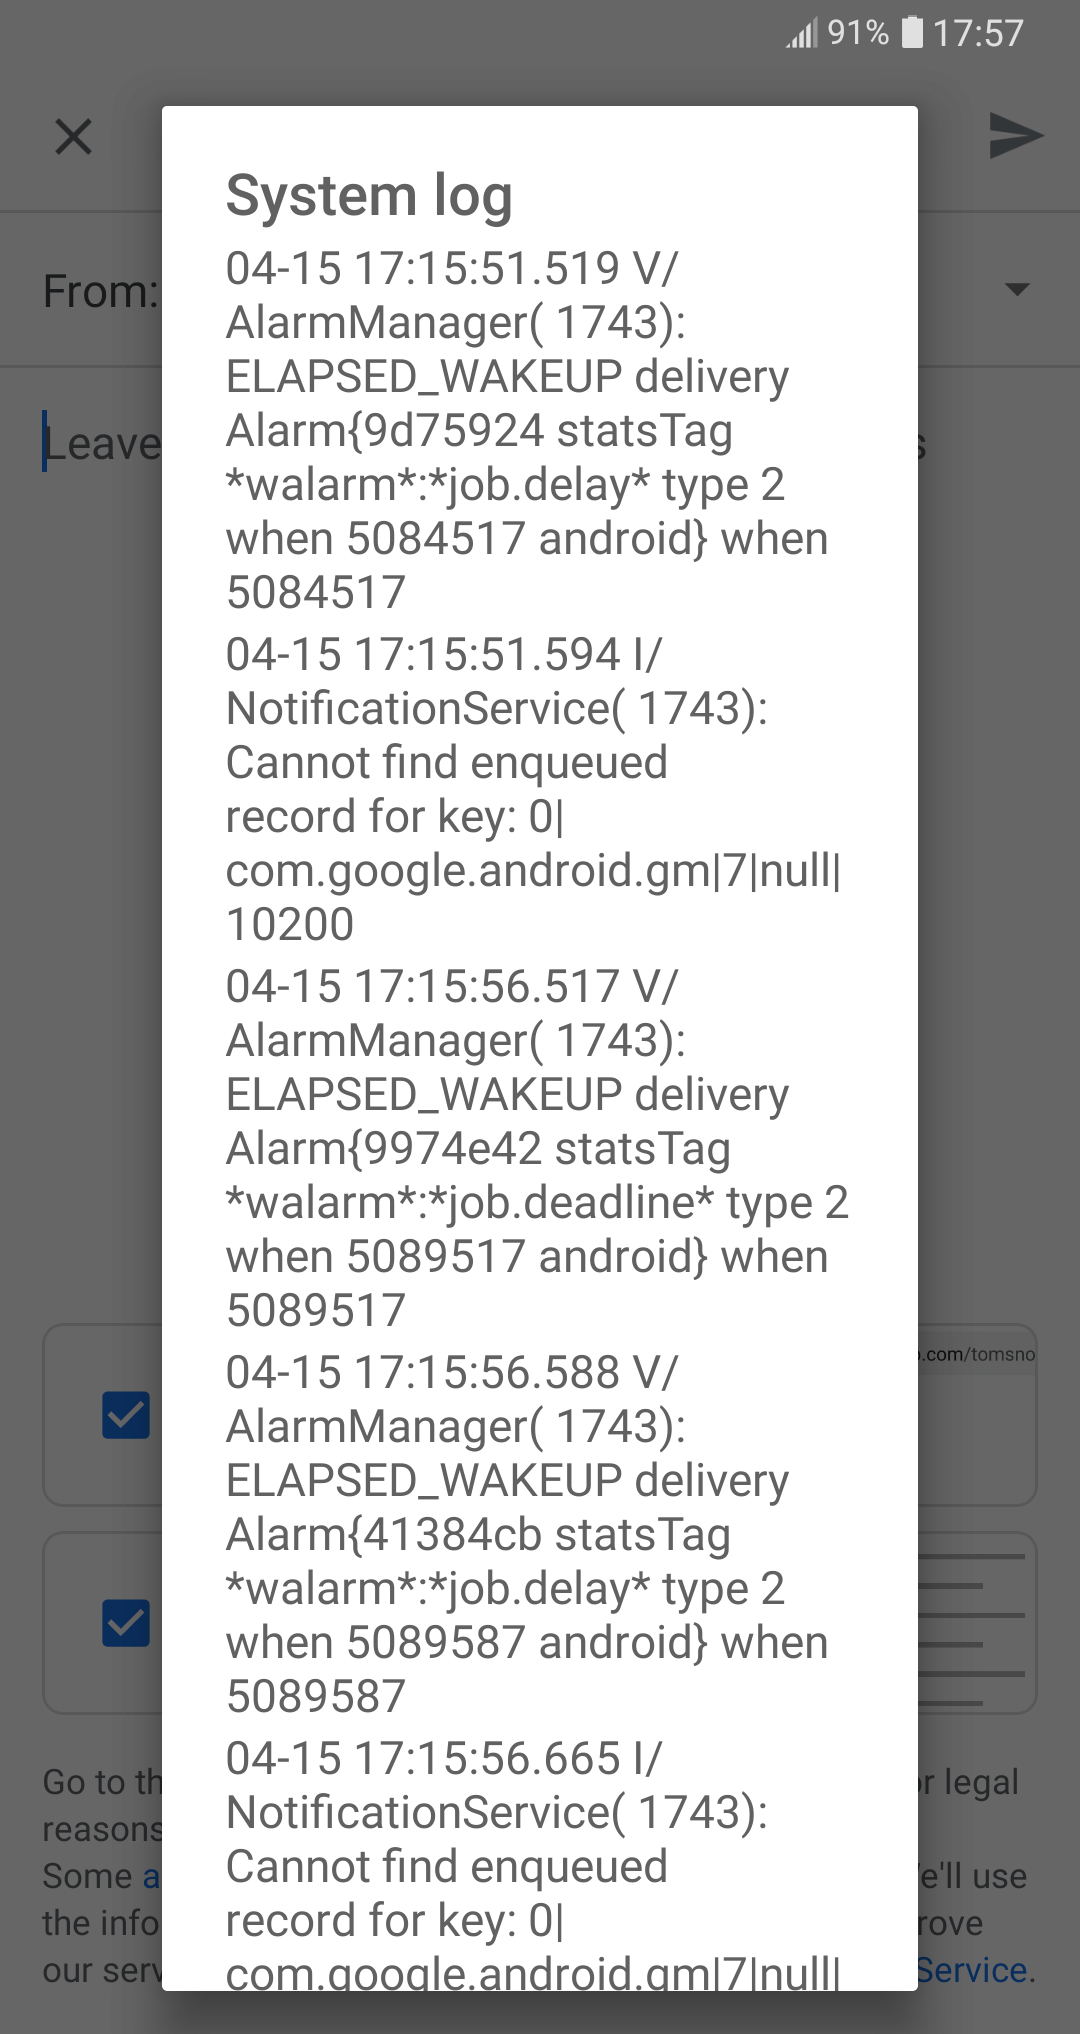 91% 17:57
System log
04-15 17:15:51.519 V/
AlarmManager( 1743):
ELAPSED_WAKEUP delivery
Alarm{9d75924 statsTag
*walarm*:*job.delay* type 2
when 5084517 android} when
5084517
04-15 17:15:51.594 I/
NotificationService( 1743):
Cannot find enqueued
record for key: 0|
com.google.android.gm|7|null|
10200
04-15 17:15:56.517 V/
AlarmManager( 1743):
ELAPSED_WAKEUP delivery
Alarm{9974e42 statsTag
*walarm*:*job.deadline* type 2
when 5089517 android} when
5089517
04-15 17:15:56.588 V/
AlarmManager( 1743):
ELAPSED_WAKEUP delivery
Alarm{41384cb statsTag
*walarm*:*job.delay* type 2
when 5089587 android} when
5089587
04-15 17:15:56.665 I/
NotificationService( 1743):
Cannot find enqueued
record for key: 0|
com.google.android.gm|7|null|
From:
Leave
.com/tomsno
Go to th
r legal
reasons
Some a
e'll use
the info
rove
our serv
Service.